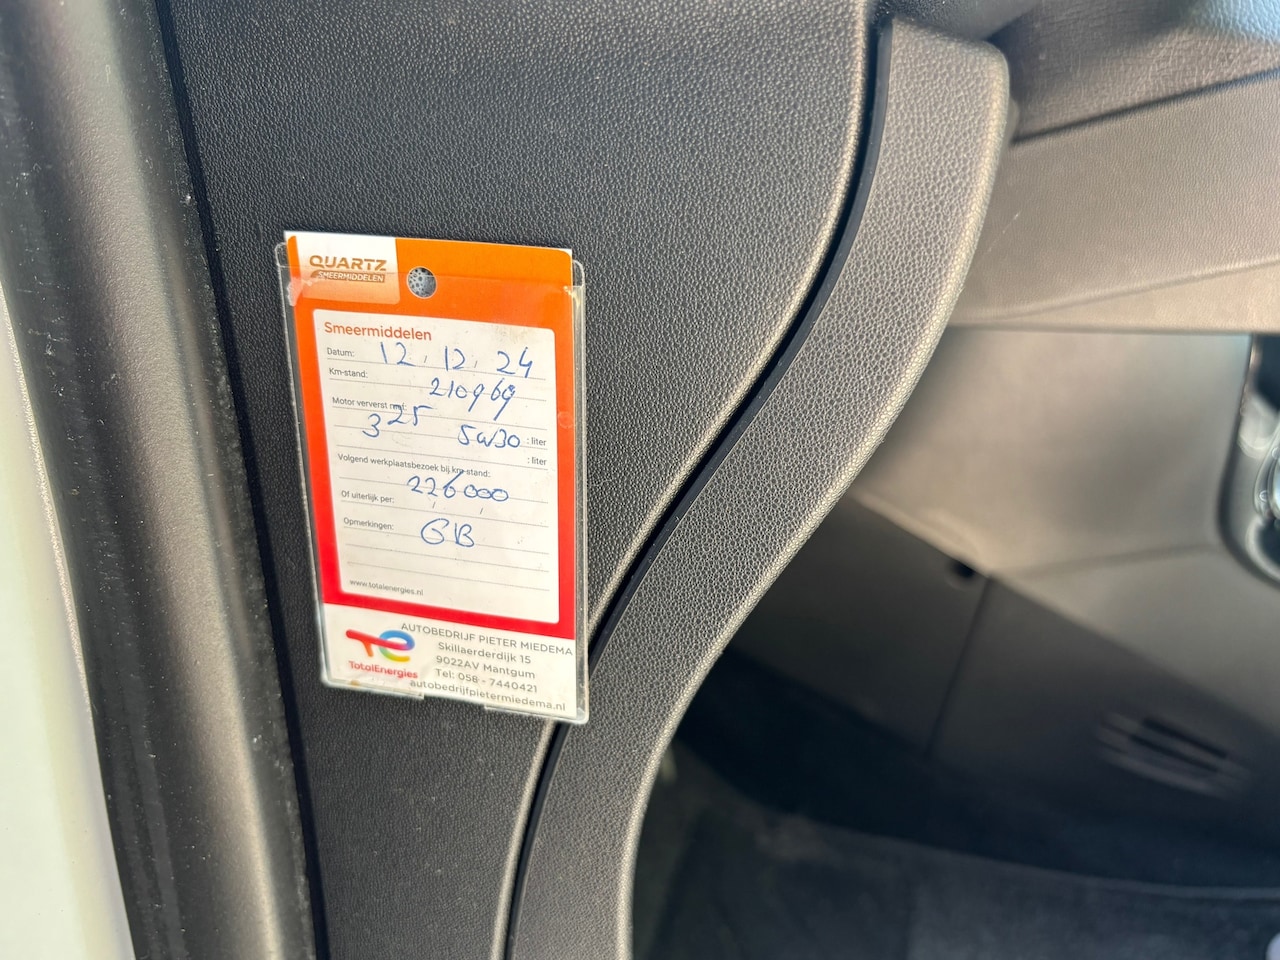 QUARTZ
SMEERMIDDELEN
Smeermiddelen
Datum: 12, 12, 24
Km-stand: 210969
Motor ververst met: 3 25 5W30 : liter
: liter
Volgend werkplaatsbezoek bij km-stand:
226000
Of uiterlijk per:
Opmerkingen: GB
www.totalenergies.nl
TotalEnergies
AUTOBEDRIJF PIETER MIEDEMA
Skillaerderdijk 15
9022AV Mantgum
Tel: 058 - 7440421
autobedrijfpietermiedema.nl